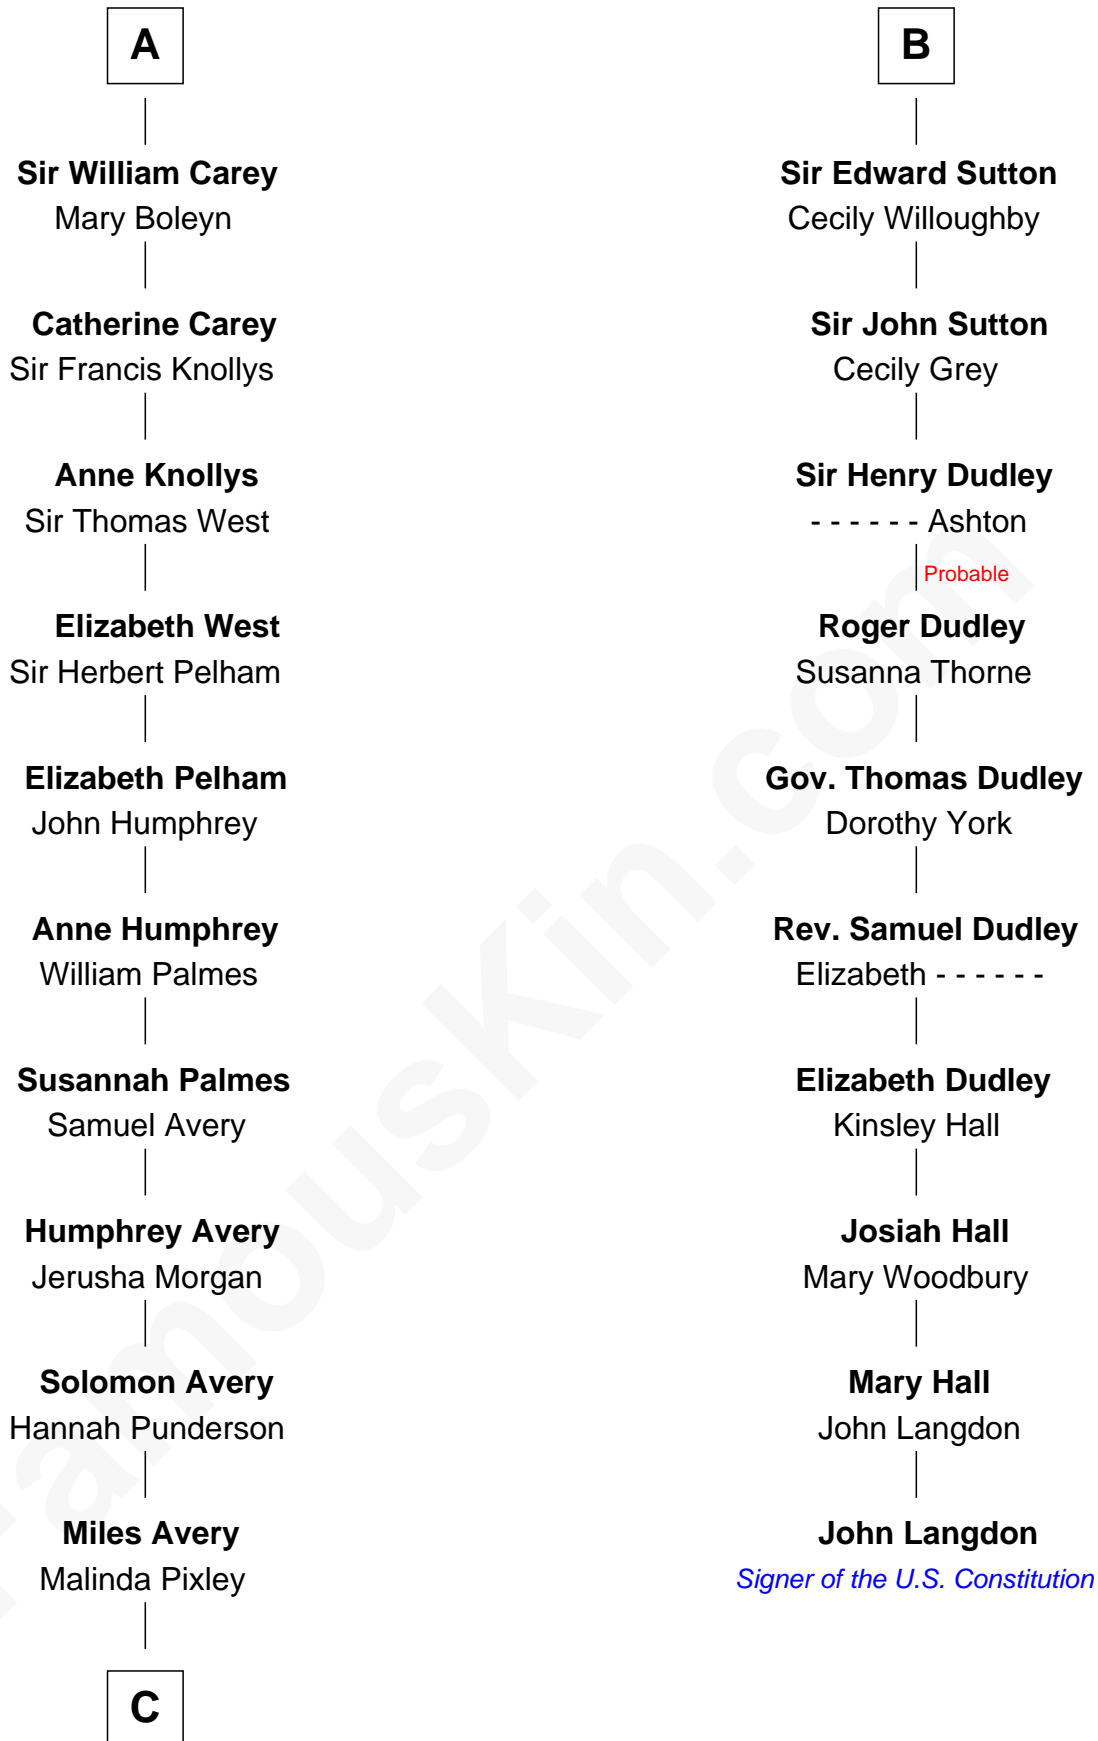 A
Sir William Carey
Mary Boleyn
Catherine Carey
Sir Francis Knollys
Anne Knollys
Sir Thomas West
Elizabeth West
Sir Herbert Pelham
Elizabeth Pelham
John Humphrey
Anne Humphrey
William Palmes
Susannah Palmes
Samuel Avery
Humphrey Avery
Jerusha Morgan
Solomon Avery
Hannah Punderson
Miles Avery
Malinda Pixley
C
B
Sir Edward Sutton
Cecily Willoughby
Sir John Sutton
Cecily Grey
Sir Henry Dudley
- - - - - - Ashton
Probable
Roger Dudley
Susanna Thorne
Gov. Thomas Dudley
Dorothy York
Rev. Samuel Dudley
Elizabeth - - - - - -
Elizabeth Dudley
Kinsley Hall
Josiah Hall
Mary Woodbury
Mary Hall
John Langdon
John Langdon
Signer of the U.S. Constitution
FamousKin.com